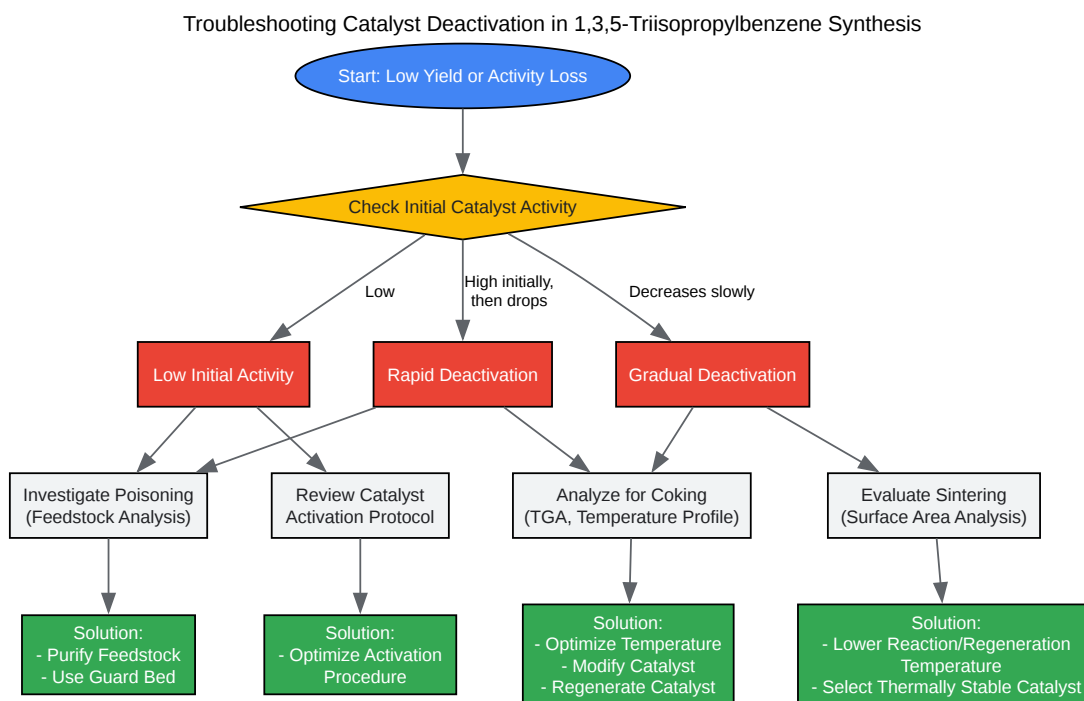 Troubleshooting Catalyst Deactivation in 1,3,5-Triisopropylbenzene Synthesis
Start: Low Yield or Activity Loss
Check Initial Catalyst Activity
Low
High initially,
then drops
Decreases slowly
Low Initial Activity
Rapid Deactivation
Gradual Deactivation
Investigate Poisoning
(Feedstock Analysis)
Review Catalyst
Activation Protocol
Analyze for Coking
(TGA, Temperature Profile)
Evaluate Sintering
(Surface Area Analysis)
Solution:
- Purify Feedstock
- Use Guard Bed
Solution:
- Optimize Activation
Procedure
Solution:
- Optimize Temperature
- Modify Catalyst
- Regenerate Catalyst
Solution:
- Lower Reaction/Regeneration
Temperature
- Select Thermally Stable Catalyst